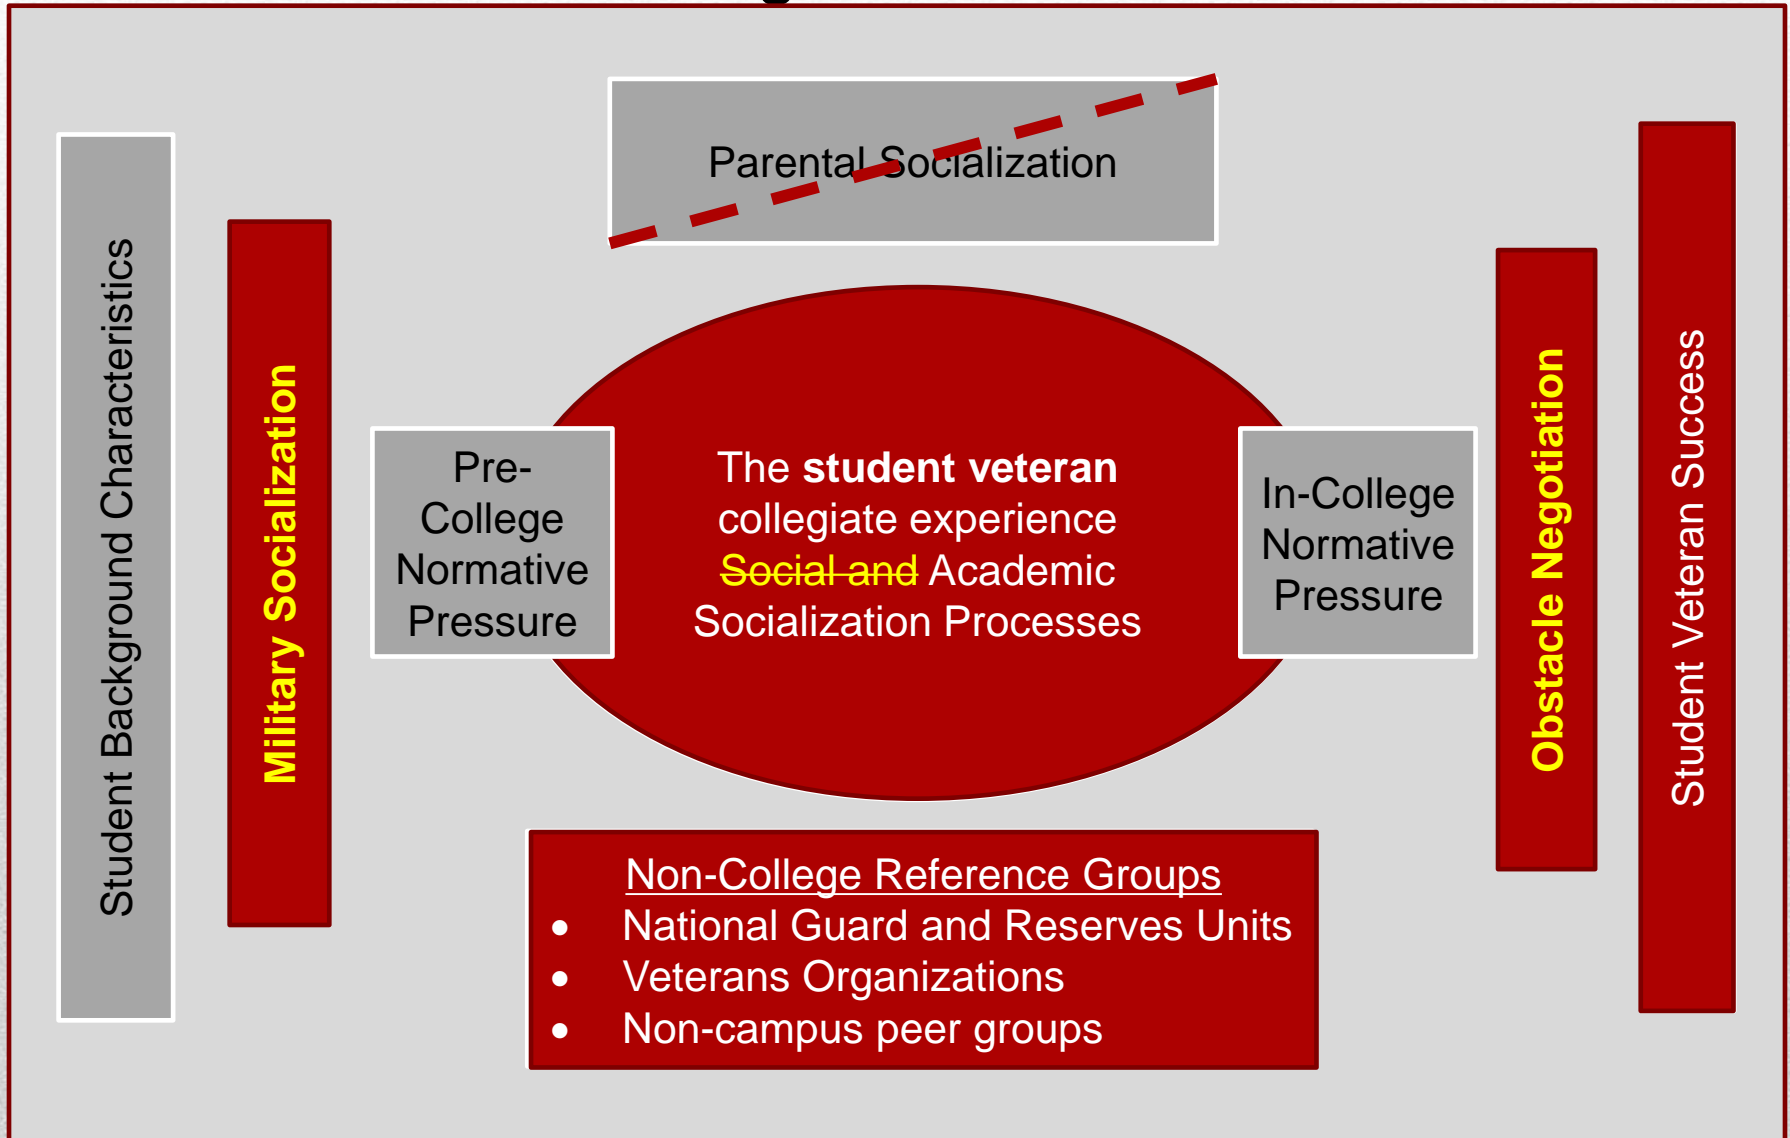 Parental Socialization
Student Background Characteristics
Military Socialization
Pre-
College
Normative
Pressure
The student veteran
collegiate experience
Social and Academic
Socialization Processes
In-College
Normative
Pressure
Obstacle Negotiation
Student Veteran Success
Non-College Reference Groups
• National Guard and Reserves Units
• Veterans Organizations
• Non-campus peer groups